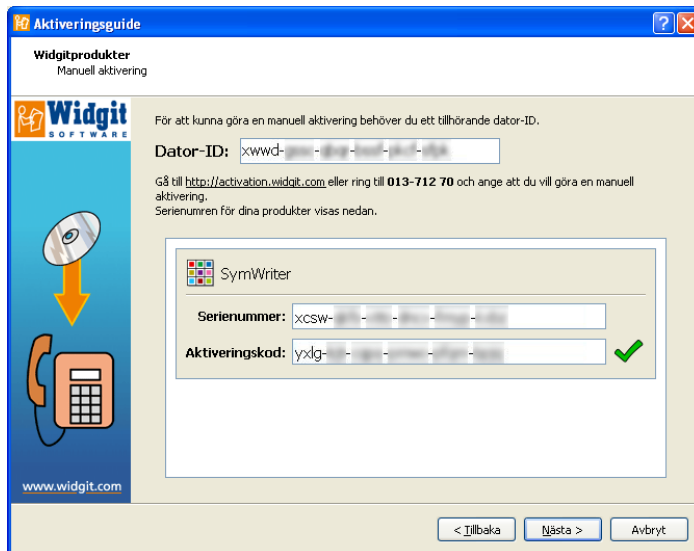 Aktiveringsguide
Widgitprodukter
Manuell aktivering
Widgit
SOFTWARE
För att kunna göra en manuell aktivering behöver du ett tillhörande dator-ID.
Dator-ID: xwwd-
Gå till http://activation.widgit.com eller ring till 013-712 70 och ange att du vill göra en manuell
aktivering.
Serienumren för dina produkter visas nedan.
SymWriter
Serienummer: xcsw-
Aktiveringskod: yxlg-
www.widgit.com
< Tillbaka Nästa > Avbryt